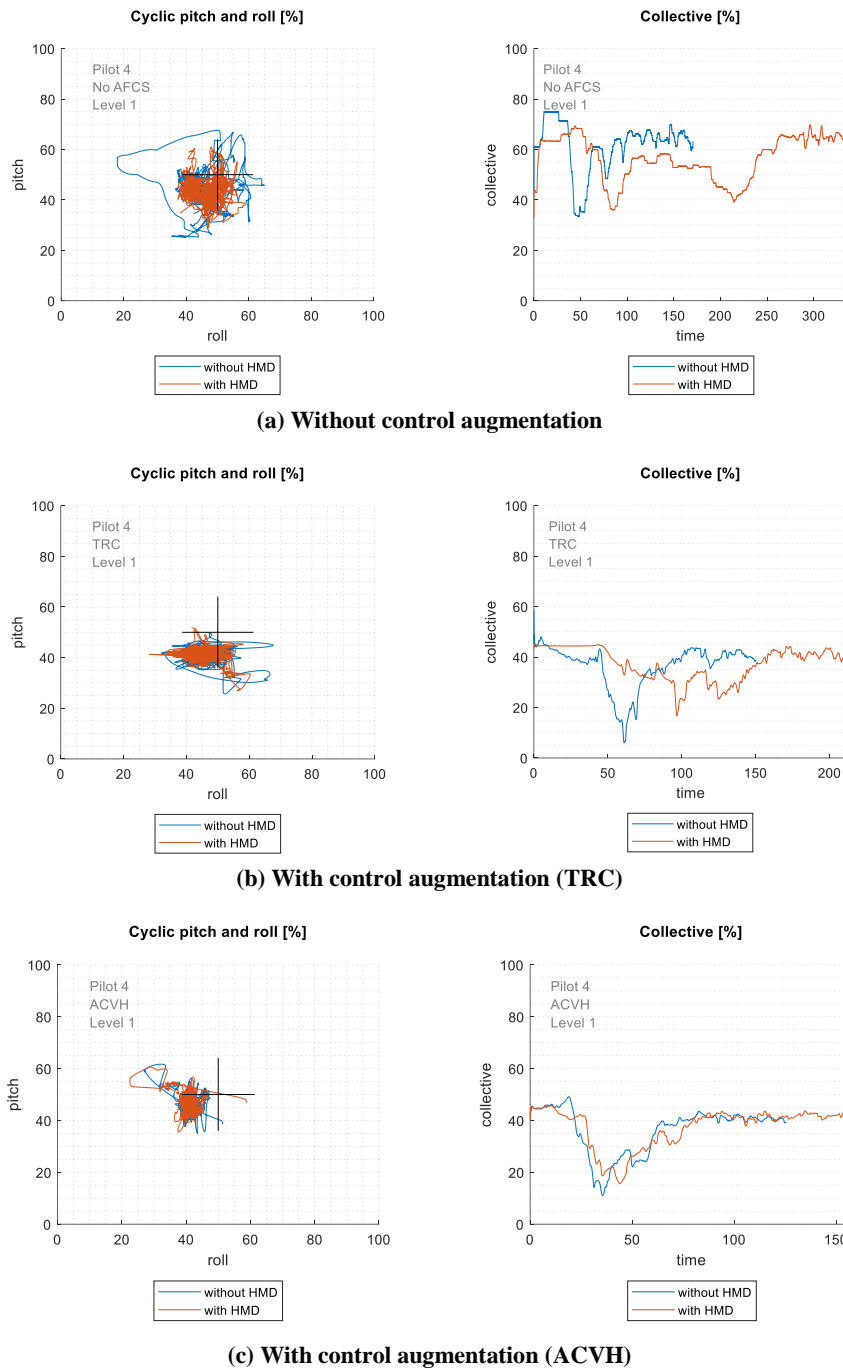 Cyclic pitch and roll [%]
100
80
60
40
20
0
pitch
Pilot 4
No AFCS
Level 1
0 20 40 60 80 100
roll
without HMD
with HMD
Collective [%]
100
80
60
40
20
0
collective
Pilot 4
No AFCS
Level 1
0 50 100 150 200 250 300
time
without HMD
with HMD
(a) Without control augmentation
Cyclic pitch and roll [%]
100
80
60
40
20
0
pitch
Pilot 4
TRC
Level 1
0 20 40 60 80 100
roll
without HMD
with HMD
Collective [%]
100
80
60
40
20
0
collective
Pilot 4
TRC
Level 1
0 50 100 150 200
time
without HMD
with HMD
(b) With control augmentation (TRC)
Cyclic pitch and roll [%]
100
80
60
40
20
0
pitch
Pilot 4
ACVH
Level 1
0 20 40 60 80 100
roll
without HMD
with HMD
Collective [%]
100
80
60
40
20
0
collective
Pilot 4
ACVH
Level 1
0 50 100 150
time
without HMD
with HMD
(c) With control augmentation (ACVH)